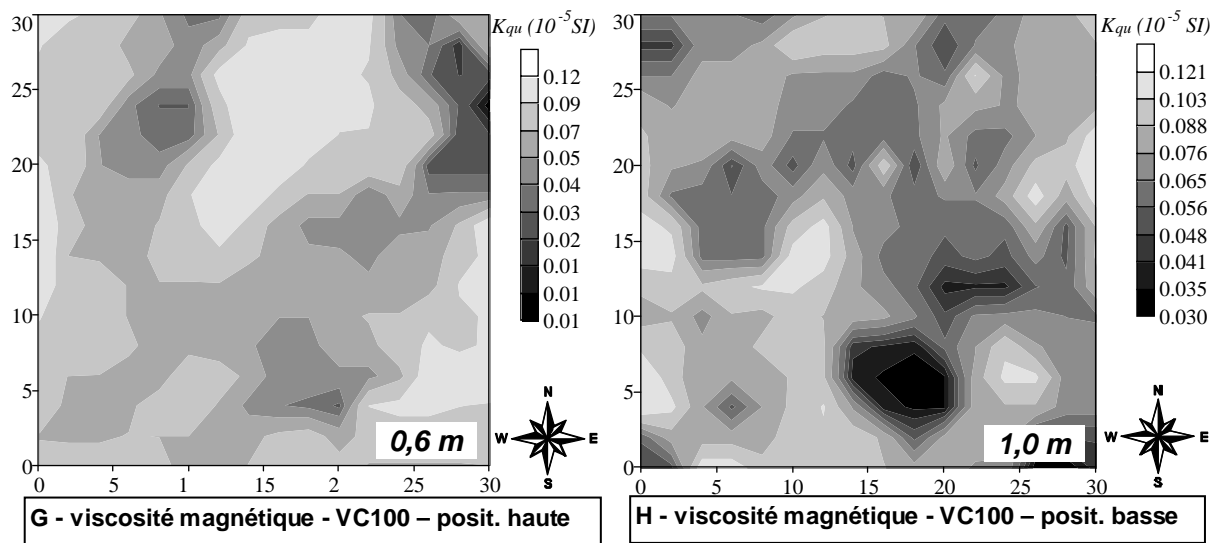 30
25
20
15
10
5
0
0 5 1 15 2 25 30
K_qu (10^-5 SI)
0.12
0.09
0.07
0.05
0.04
0.03
0.02
0.01
0.01
0.01
0,6 m
N
W E
S
G - viscosité magnétique - VC100 – posit. haute
30
25
20
15
10
5
0
0 5 10 15 20 25 30
K_qu (10^-5 SI)
0.121
0.103
0.088
0.076
0.065
0.056
0.048
0.041
0.035
0.030
1,0 m
N
W E
S
H - viscosité magnétique - VC100 – posit. basse